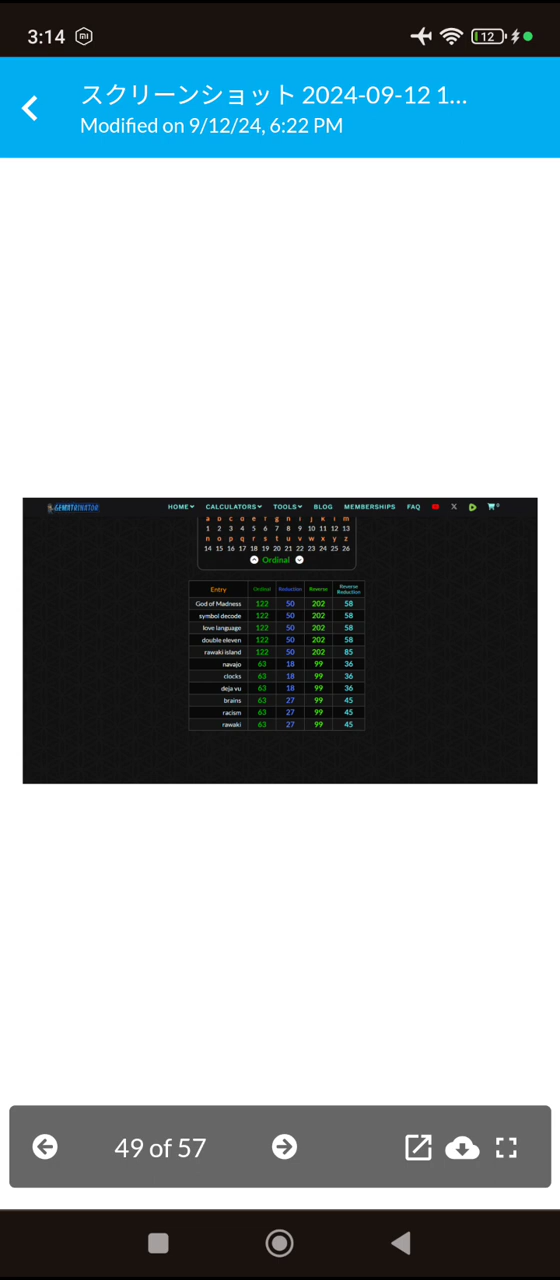 3:14
12
スクリーンショット 2024-09-12 1...
Modified on 9/12/24, 6:22 PM
GEMATRINATOR
HOME CALCULATORS TOOLS BLOG MEMBERSHIPS FAQ X 0
a b c d e f g h i j k l m
1 2 3 4 5 6 7 8 9 10 11 12 13
n o p q r s t u v w x y z
14 15 16 17 18 19 20 21 22 23 24 25 26
Ordinal
Entry Ordinal Reduction Reverse Reverse Reduction
God of Madness 122 50 202 58
symbol decode 122 50 202 58
love language 122 50 202 58
double eleven 122 50 202 58
rawaki island 122 50 202 85
navajo 63 18 99 36
clocks 63 18 99 36
deja vu 63 18 99 36
brains 63 27 99 45
racism 63 27 99 45
rawaki 63 27 99 45
49 of 57